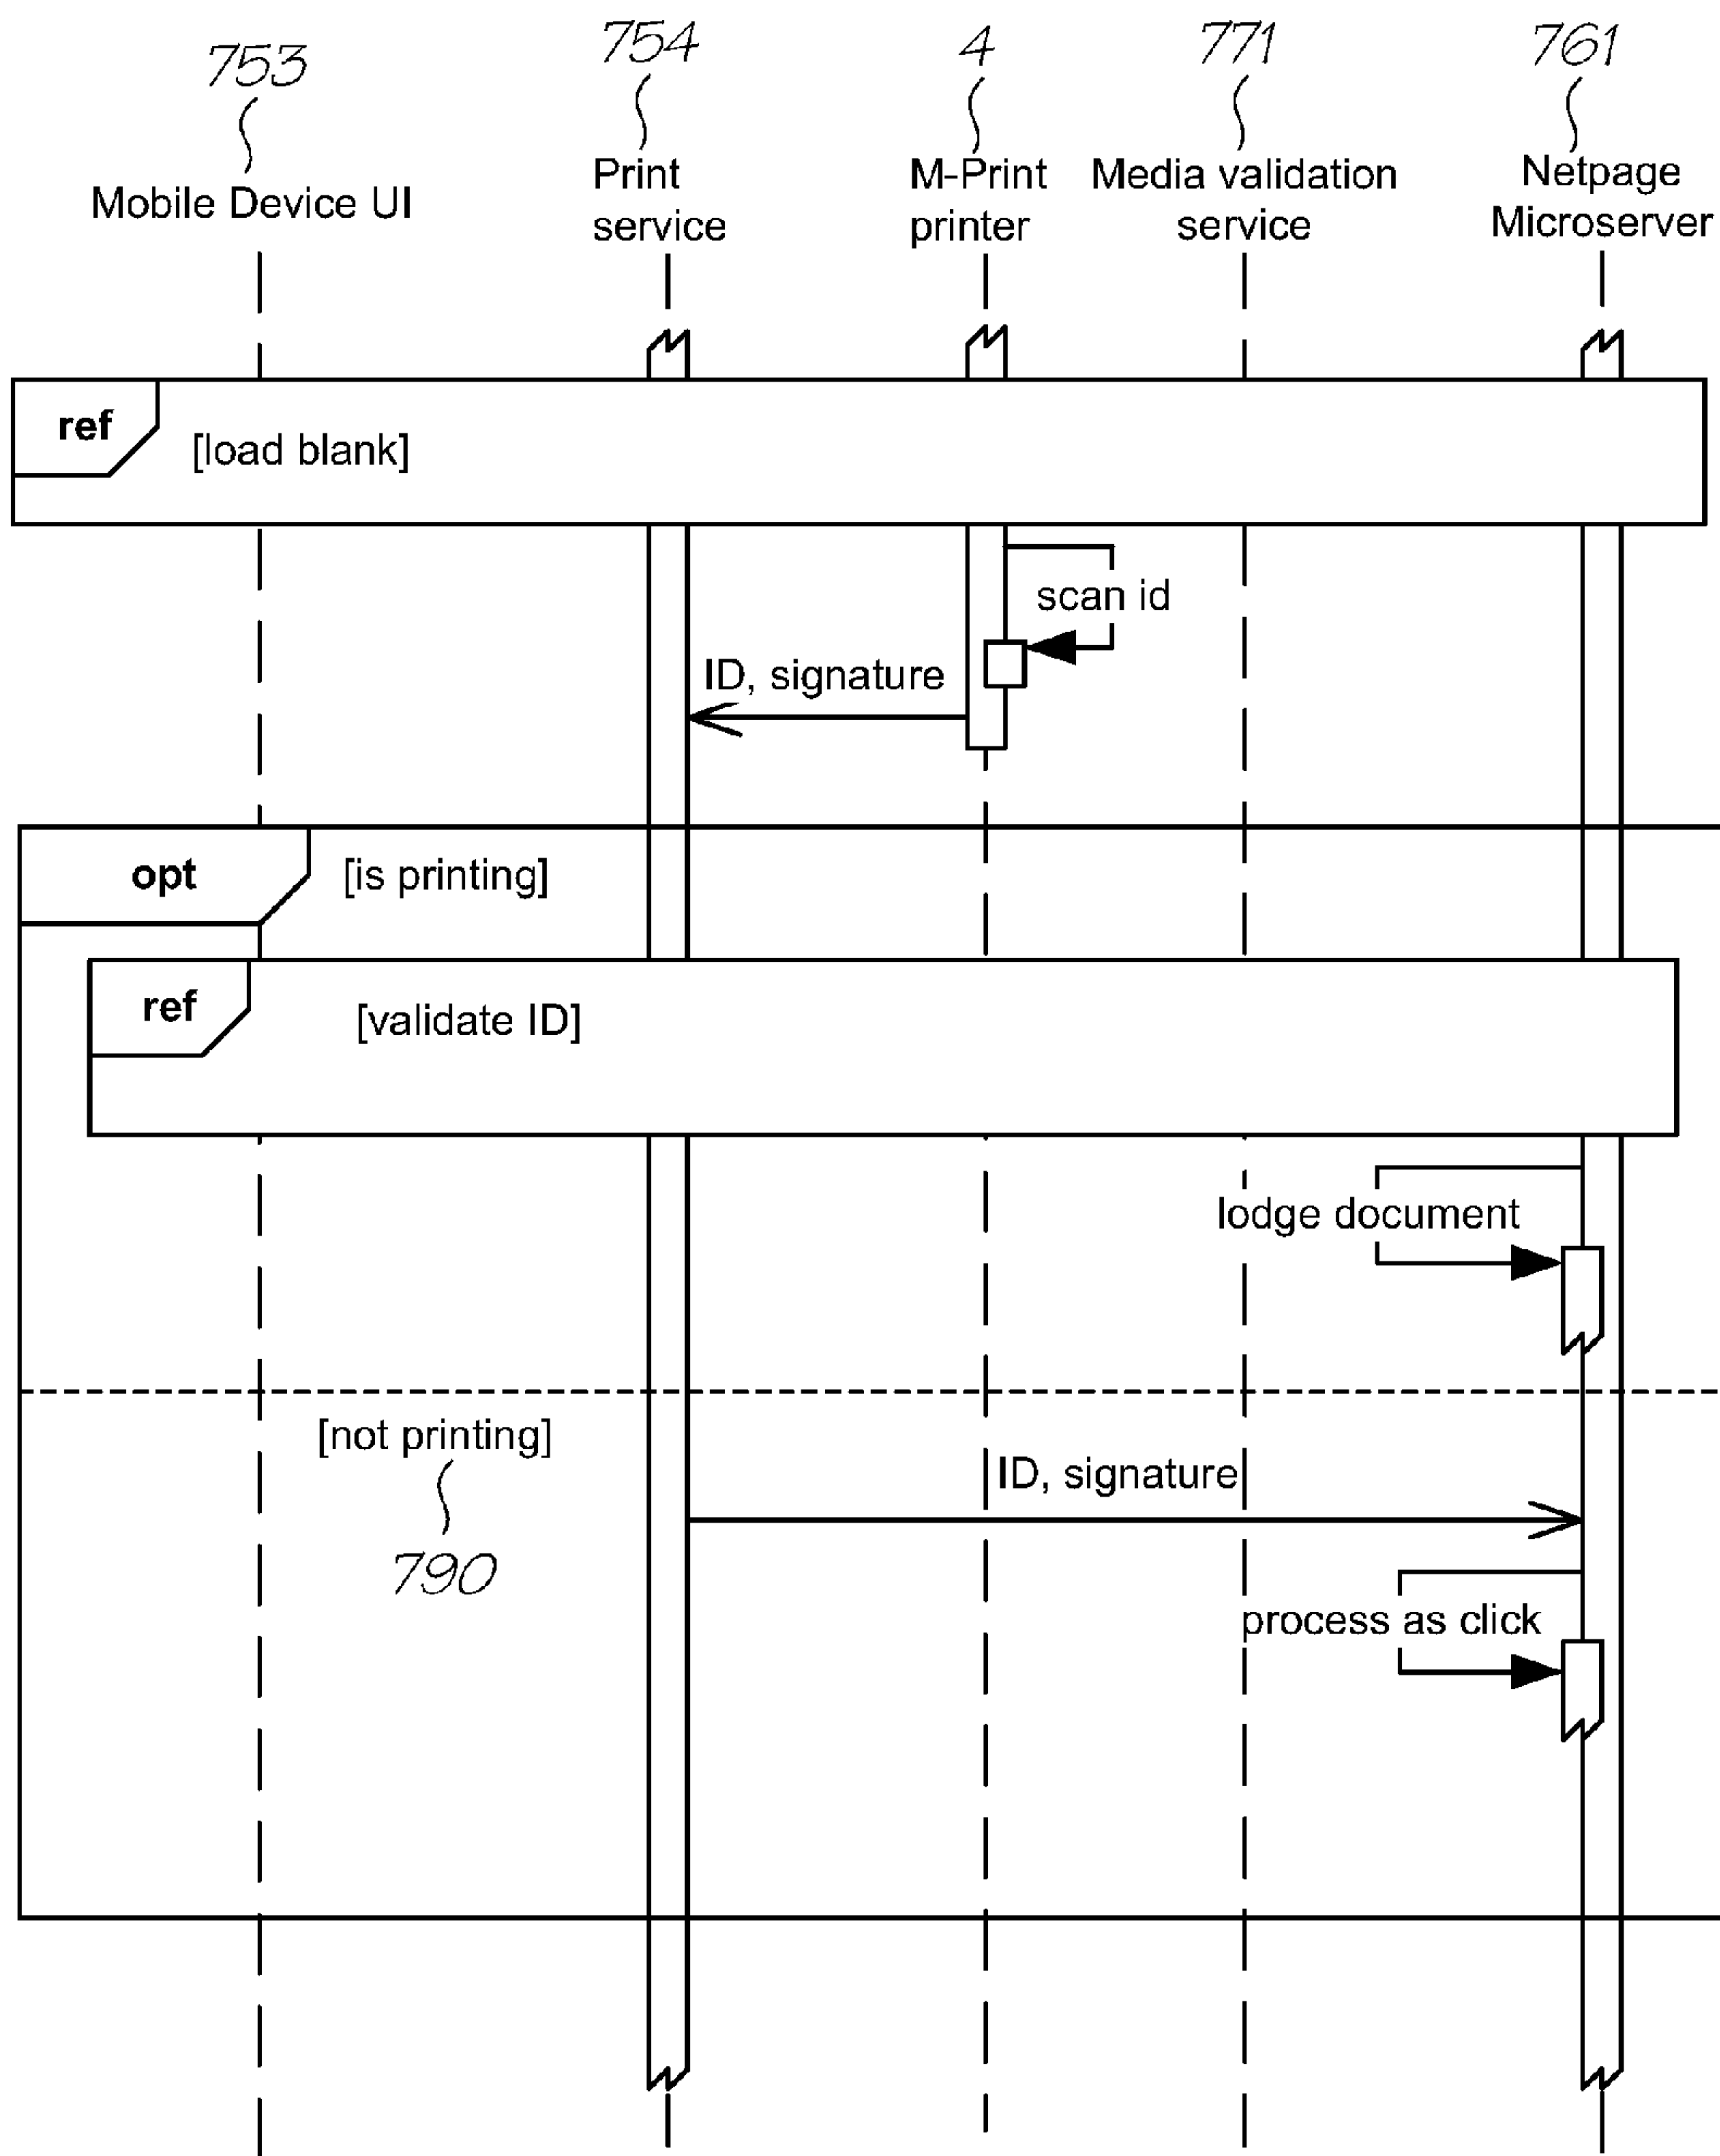 753
754
4
771
761
Mobile Device UI
Print
service
M-Print
printer
Media validation
service
Netpage
Microserver
ref
[load blank]
scan id
ID, signature
opt
[is printing]
ref
[validate ID]
lodge document
[not printing]
790
ID, signature
process as click